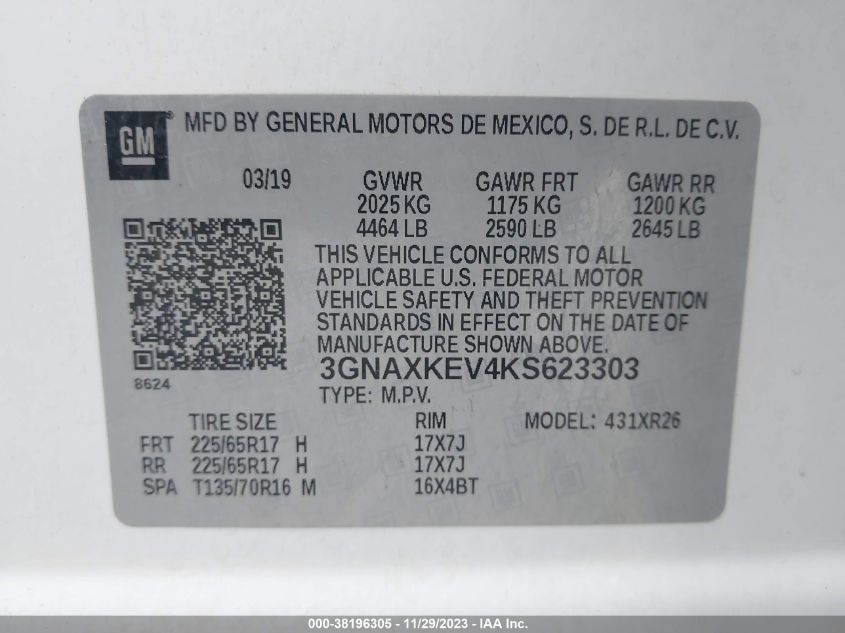 GM
MFD BY GENERAL MOTORS DE MEXICO, S. DE R.L. DE C.V.
03/19 GVWR GAWR FRT GAWR RR
2025 KG 1175 KG 1200 KG
4464 LB 2590 LB 2645 LB
THIS VEHICLE CONFORMS TO ALL
APPLICABLE U.S. FEDERAL MOTOR
VEHICLE SAFETY AND THEFT PREVENTION
STANDARDS IN EFFECT ON THE DATE OF
MANUFACTURE SHOWN ABOVE.
3GNAXKEV4KS623303
8624
TYPE: M.P.V.
TIRE SIZE RIM MODEL: 431XR26
FRT 225/65R17 H 17X7J
RR 225/65R17 H 17X7J
SPA T135/70R16 M 16X4BT
000-38196305 - 11/29/2023 - IAA Inc.